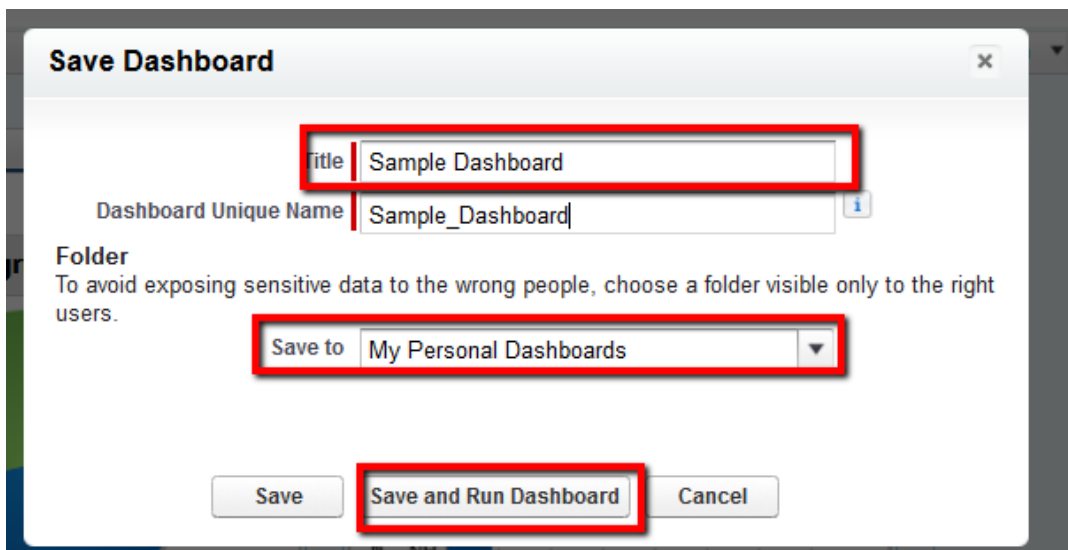 Save Dashboard
Title Sample Dashboard
Dashboard Unique Name Sample_Dashboard
Folder
To avoid exposing sensitive data to the wrong people, choose a folder visible only to the right
users.
Save to My Personal Dashboards
Save Save and Run Dashboard Cancel